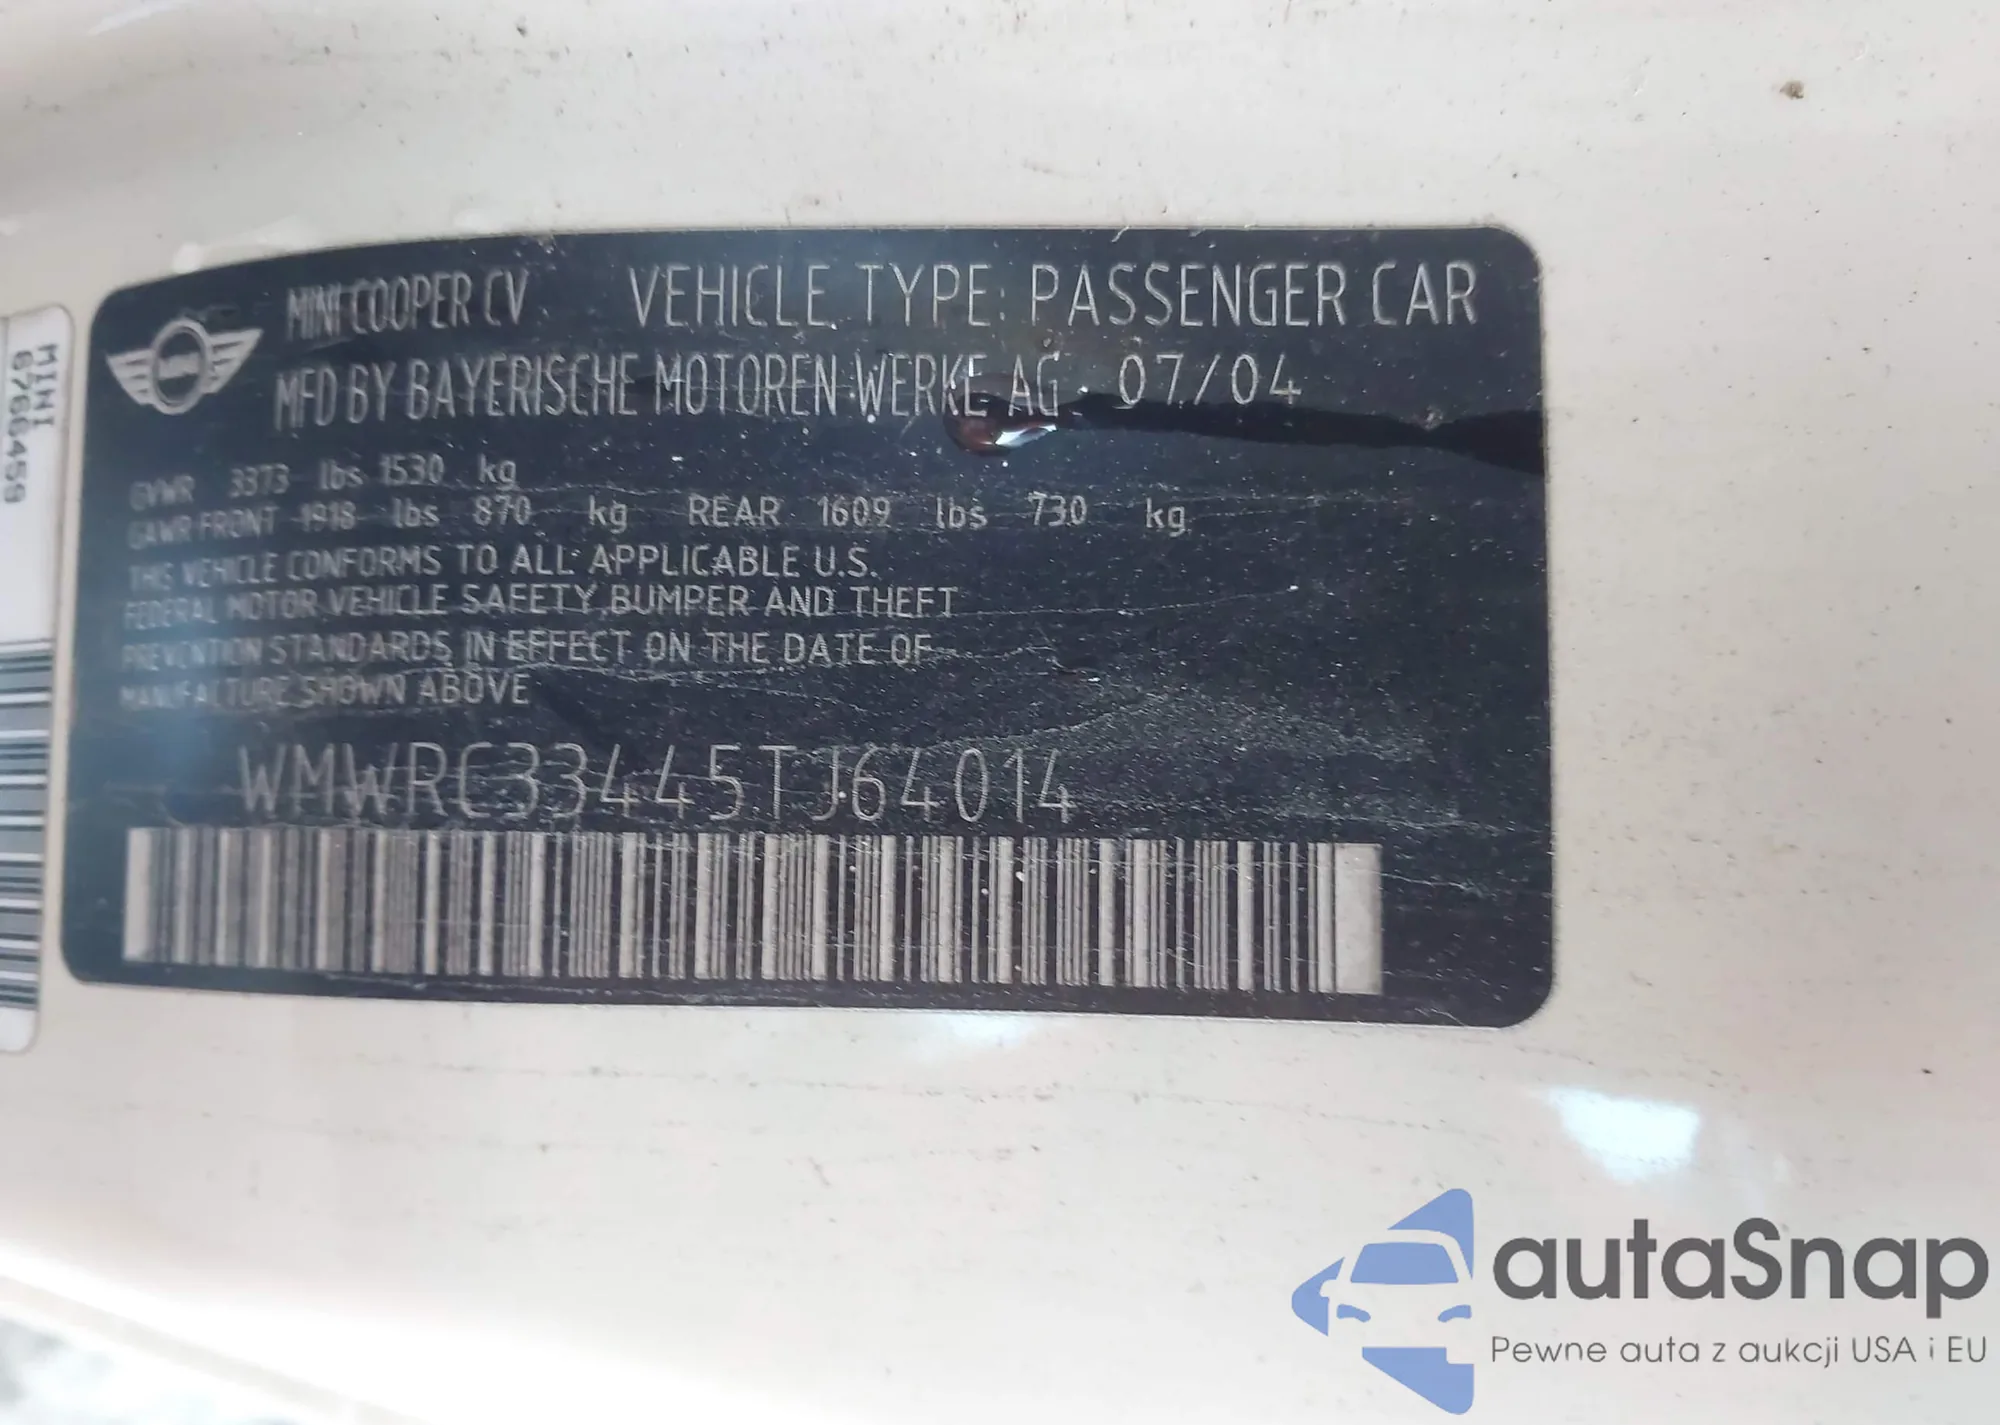 MINI COOPER CV VEHICLE TYPE: PASSENGER CAR
MFD BY BAYERISCHE MOTOREN WERKE AG 07/04
GVWR 3373 lbs 1530 kg
GAWR FRONT 1918 lbs 870 kg REAR 1609 lbs 730 kg
THIS VEHICLE CONFORMS TO ALL APPLICABLE U.S.
FEDERAL MOTOR VEHICLE SAFETY, BUMPER AND THEFT
PREVENTION STANDARDS IN EFFECT ON THE DATE OF
MANUFACTURE SHOWN ABOVE
WMWRC33445TJ64014
MINI
6766459
autaSnap
Pewne auta z aukcji USA i EU